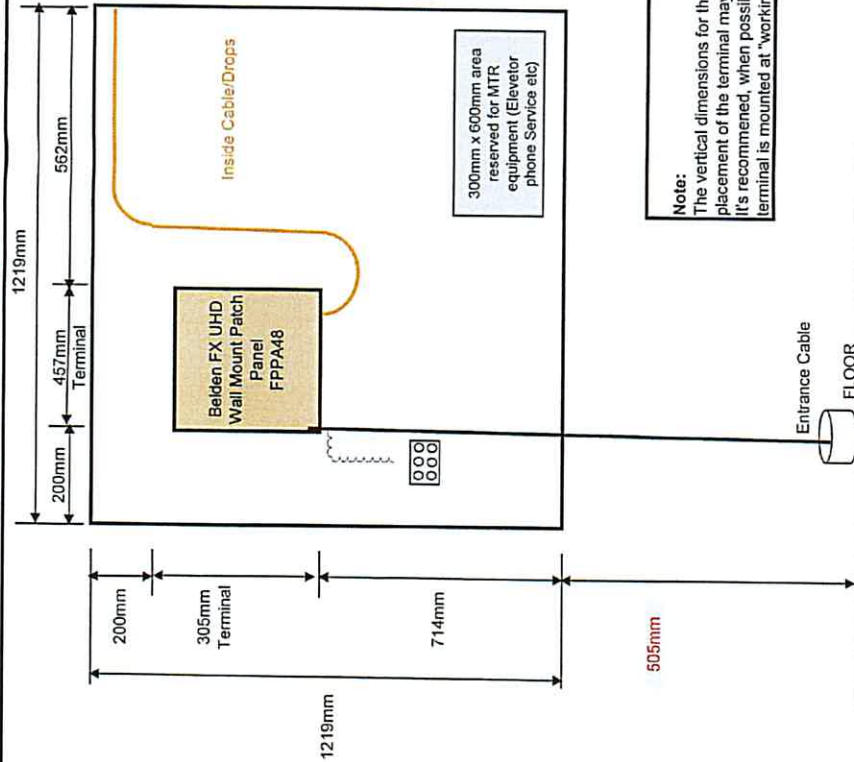 1219mm
200mm
457mm
Terminal
562mm
200mm
305mm
Terminal
714mm
1219mm
505mm
Belden FX UHD
Wall Mount Patch
Panel
FPPA48
Inside Cable/Drops
300mm x 600mm area
reserved for MTR
equipment (Elevetor
phone Service etc)
Entrance Cable
FLOOR
Note:
The vertical dimensions for th
placement of the terminal may
It's recommened, when possi
terminal is mounted at "workin